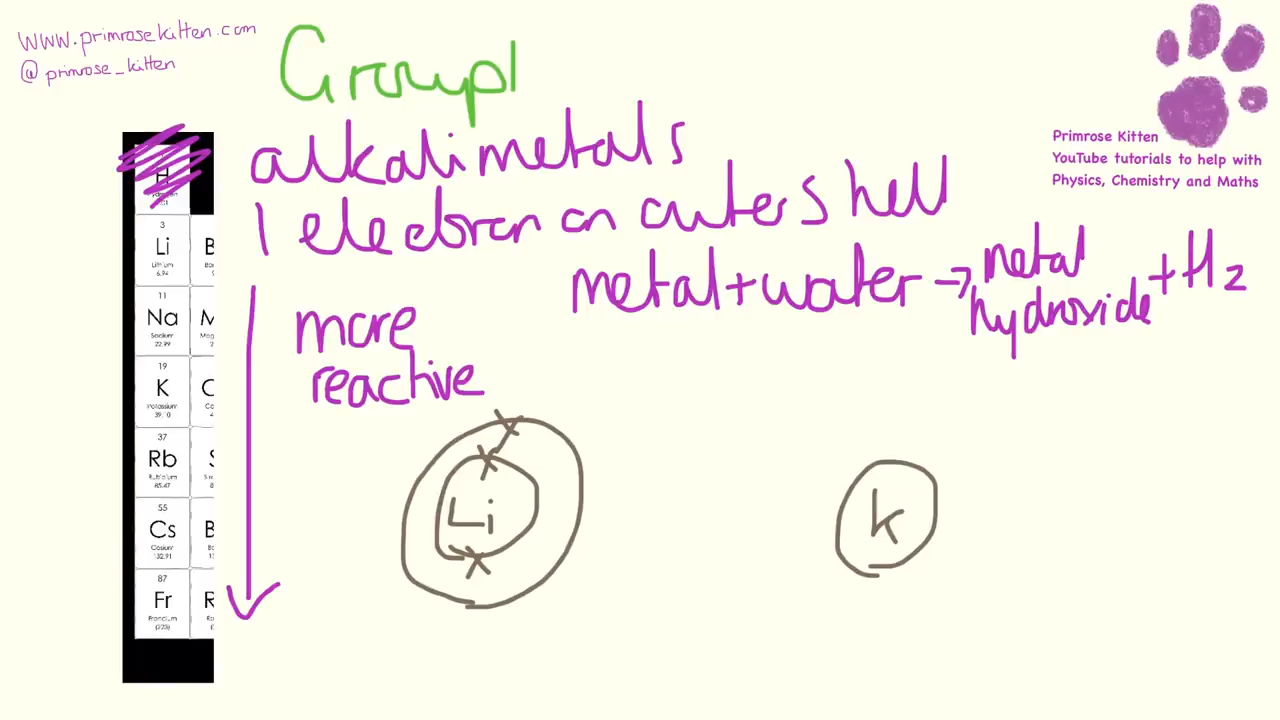 www.primrosekitten.com
@primrose_kitten
Group1
alkali metals
1 electron on outer shell
metal + water → metal hydroxide + H2
more
reactive
Primrose Kitten
YouTube tutorials to help with
Physics, Chemistry and Maths
H
3
Li
Lithium
6.94
11
Na
Sodium
22.99
19
K
Potassium
39.10
37
Rb
Rubidium
85.47
55
Cs
Cesium
132.91
87
Fr
Francium
(223)
B
M
C
S
B
R
Li
K